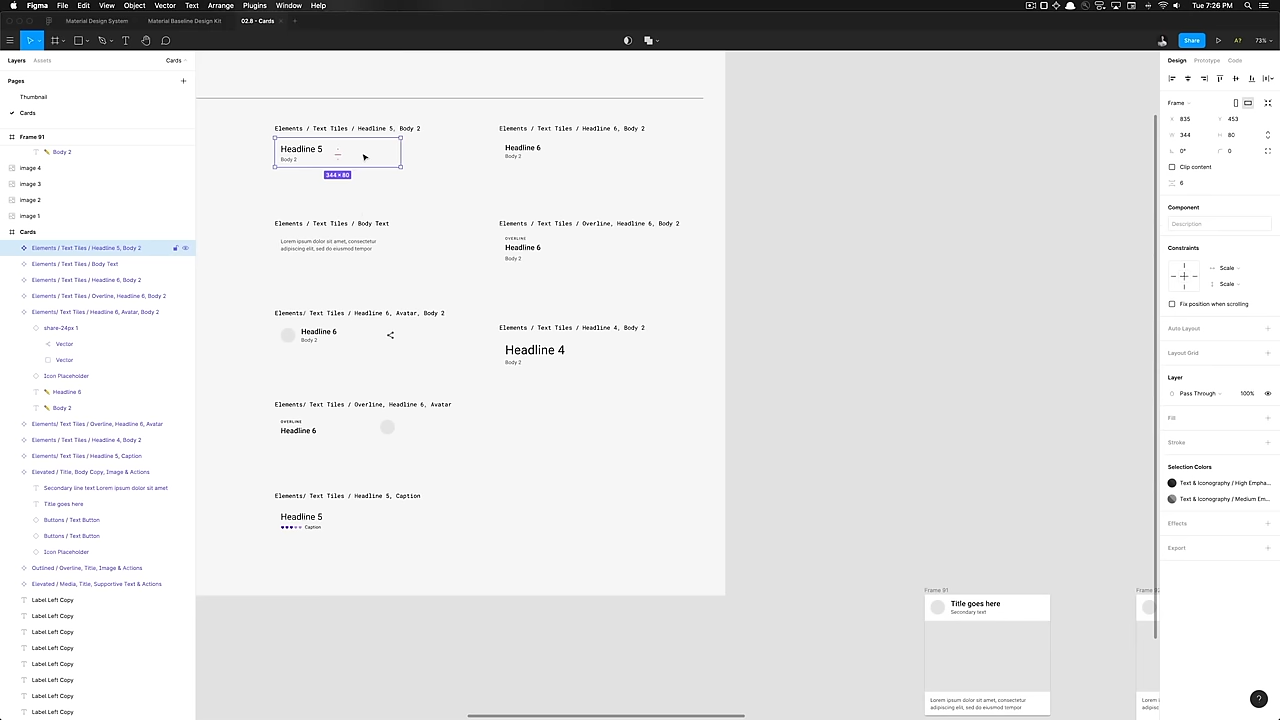 Figma File Edit View Object Vector Text Arrange Plugins Window Help
Tue 7:26 PM
Material Design System
Material Baseline Design Kit
02.8 - Cards
Share
A?
73%
Layers
Assets
Cards
Pages
Thumbnail
Cards
Frame 91
Body 2
image 4
image 3
image 2
image 1
Cards
Elements / Text Tiles / Headline 5, Body 2
Elements / Text Tiles / Body Text
Elements / Text Tiles / Headline 6, Body 2
Elements / Text Tiles / Overline, Headline 6, Body 2
Elements/ Text Tiles / Headline 6, Avatar, Body 2
share-24px 1
Vector
Vector
Icon Placeholder
Headline 6
Body 2
Elements/ Text Tiles / Overline, Headline 6, Avatar
Elements / Text Tiles / Headline 4, Body 2
Elements/ Text Tiles / Headline 5, Caption
Elevated / Title, Body Copy, Image & Actions
Secondary line text Lorem ipsum dolor sit amet
Title goes here
Buttons / Text Button
Buttons / Text Button
Icon Placeholder
Outlined / Overline, Title, Image & Actions
Elevated / Media, Title, Supportive Text & Actions
Label Left Copy
Label Left Copy
Label Left Copy
Label Left Copy
Label Left Copy
Label Left Copy
Label Left Copy
Label Left Copy
Elements / Text Tiles / Headline 5, Body 2
Headline 5
Body 2
344 × 80
Elements / Text Tiles / Headline 6, Body 2
Headline 6
Body 2
Elements / Text Tiles / Body Text
Lorem ipsum dolor sit amet, consectetur
adipiscing elit, sed do eiusmod tempor
Elements / Text Tiles / Overline, Headline 6, Body 2
OVERLINE
Headline 6
Body 2
Elements/ Text Tiles / Headline 6, Avatar, Body 2
Headline 6
Body 2
Elements / Text Tiles / Headline 4, Body 2
Headline 4
Body 2
Elements/ Text Tiles / Overline, Headline 6, Avatar
OVERLINE
Headline 6
Elements/ Text Tiles / Headline 5, Caption
Headline 5
Caption
Frame 91
Title goes here
Secondary text
Lorem ipsum dolor sit amet, consectetur
adipiscing elit, sed do eiusmod tempor
Design
Prototype
Code
Frame
X 835
Y 453
W 344
H 80
0°
0
Clip content
6
Component
Description
Constraints
Scale
Scale
Fix position when scrolling
Auto Layout
Layout Grid
Layer
Pass Through
100%
Fill
Stroke
Selection Colors
Text & Iconography / High Empha...
Text & Iconography / Medium Em...
Effects
Export
?